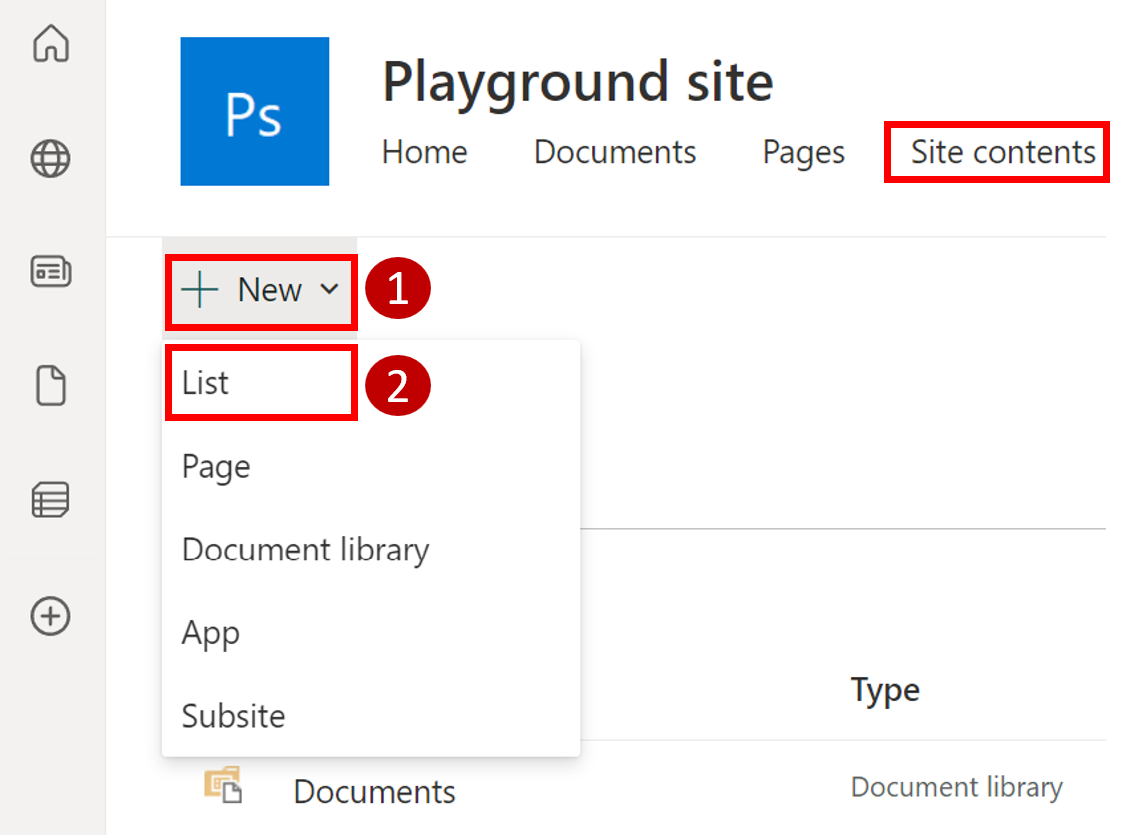 Ps
Playground site
Home Documents Pages Site contents
New 1
List 2
Page
Document library
App
Subsite
Type
Documents Document library